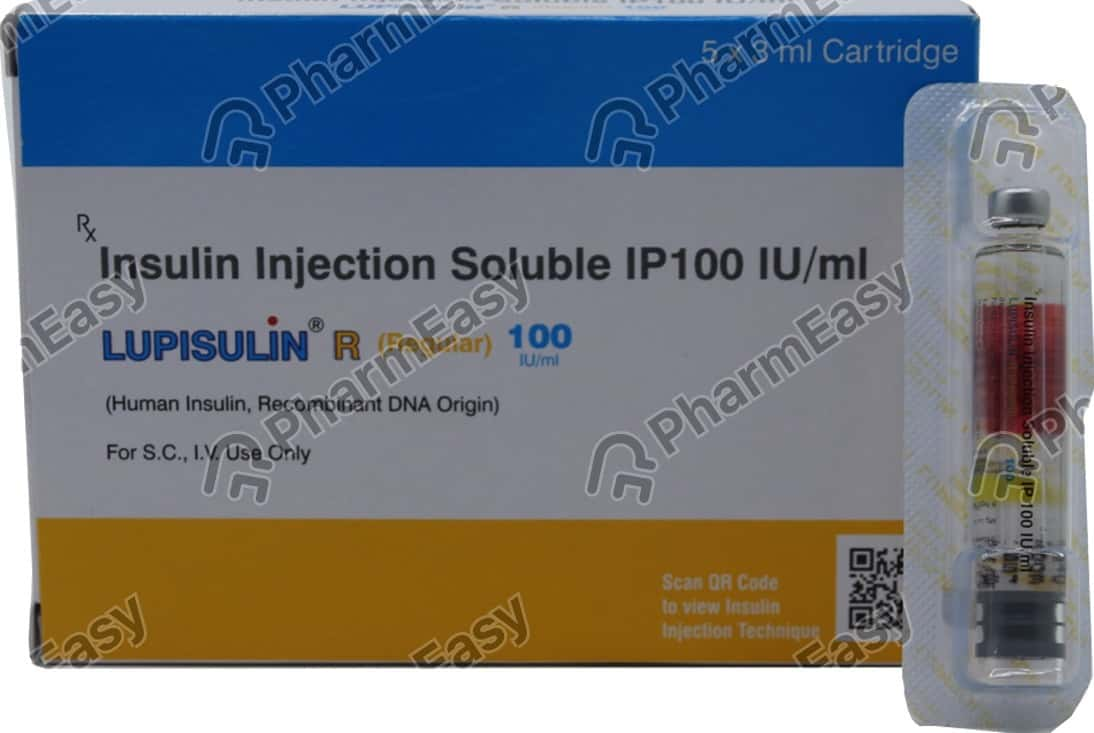 5 x 3 ml Cartridge
Rx
Insulin Injection Soluble IP100 IU/ml
LUPISULIN® R (Regular) 100
IU/ml
(Human Insulin, Recombinant DNA Origin)
For S.C., I.V. Use Only
Scan QR Code
to view Insulin
Injection Technique
Insulin Injection Soluble IP 100 IU/ml
100
PharmEasy
PharmEasy
PharmEasy
PharmEasy